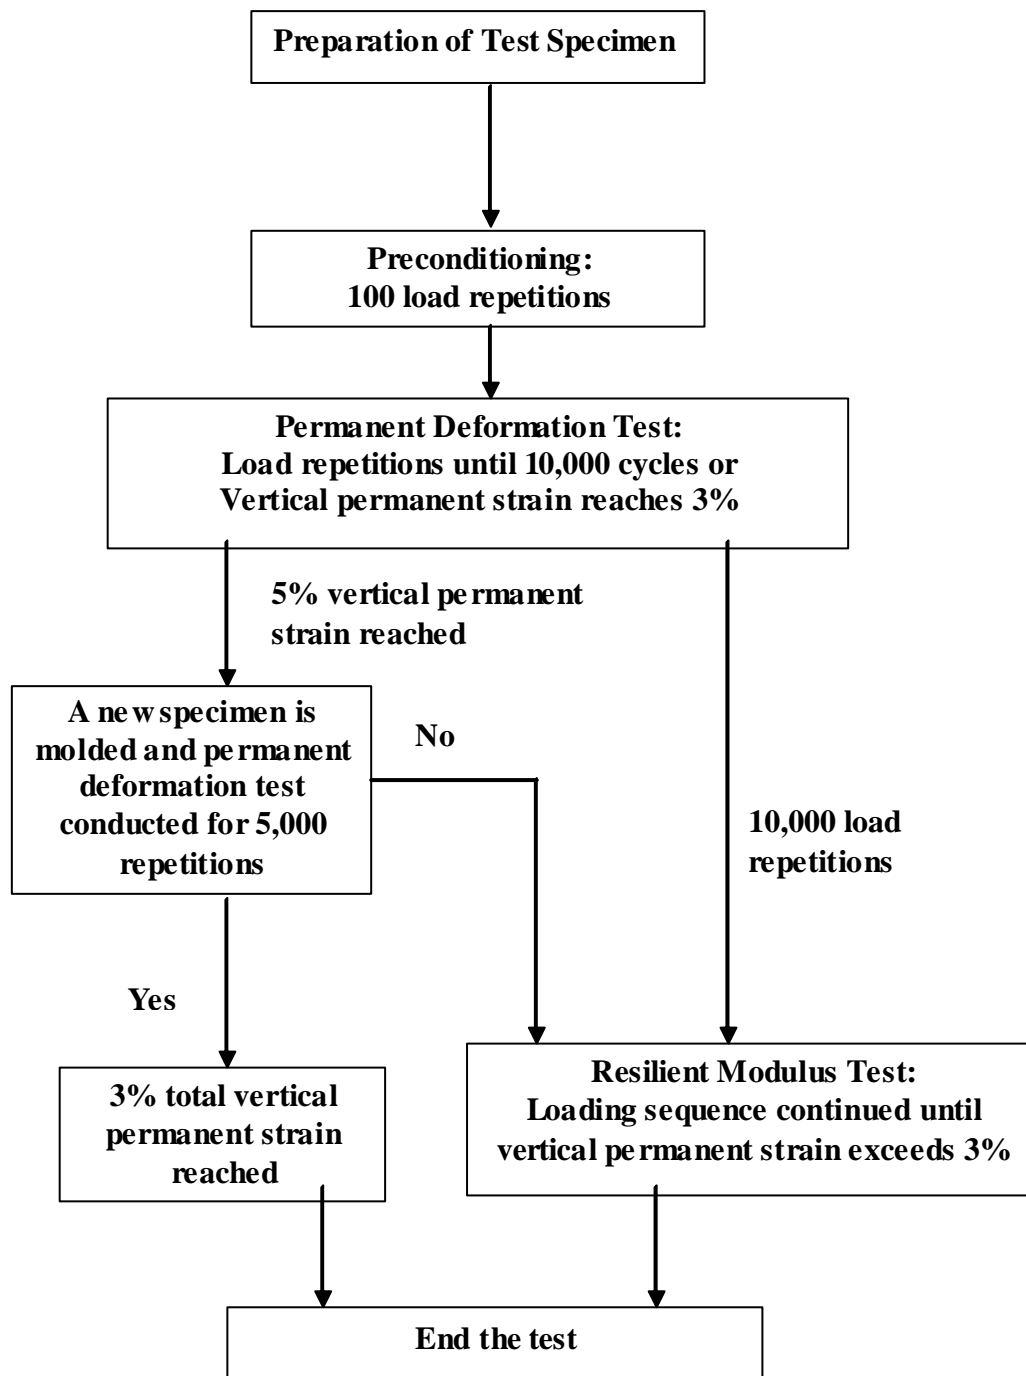 Preparation of Test Specimen
Preconditioning:
100 load repetitions
Permanent Deformation Test:
Load repetitions until 10,000 cycles or
Vertical permanent strain reaches 3%
5% vertical permanent
strain reached
A new specimen is
molded and permanent
deformation test
conducted for 5,000
repetitions
No
10,000 load
repetitions
Yes
3% total vertical
permanent strain
reached
Resilient Modulus Test:
Loading sequence continued until
vertical permanent strain exceeds 3%
End the test